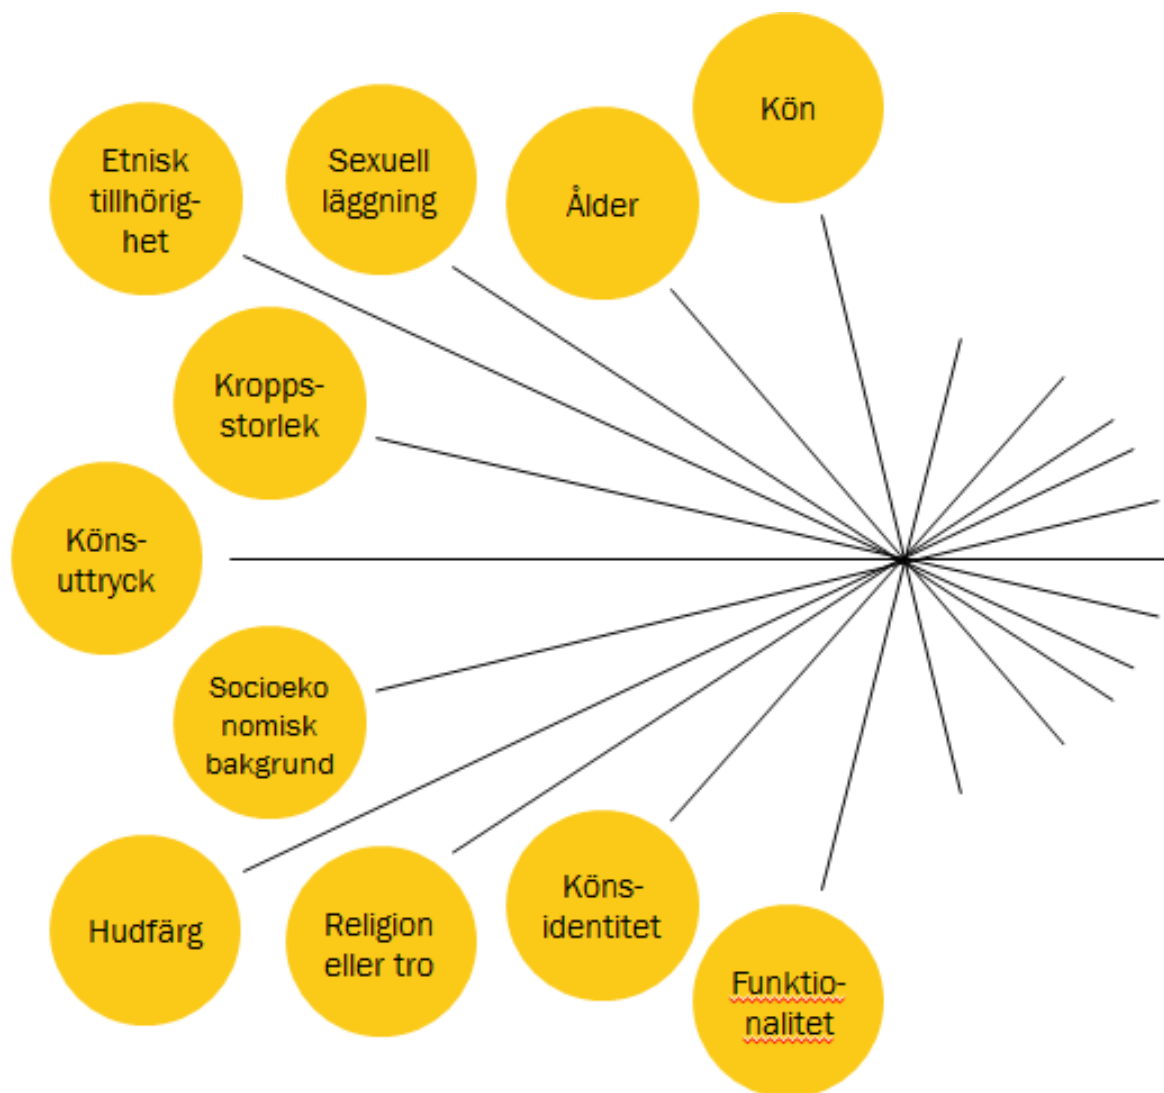 Kön
Etnisk
tillhörig-
het
Sexuell
läggning
Ålder
Kropps-
storlek
Köns-
uttryck
Socioeko
nomisk
bakgrund
Hudfärg
Religion
eller tro
Köns-
identitet
Funktio-
nalitet